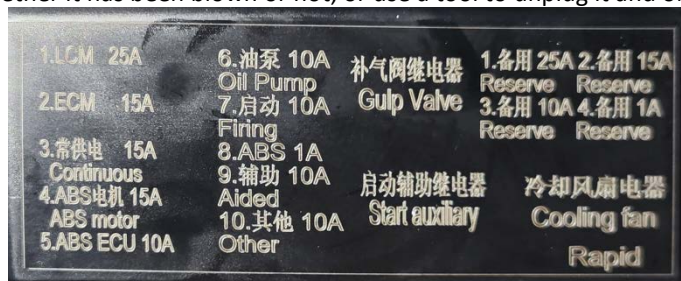 1.LCM 25A
2.ECM 15A
3.常供电 15A
Continuous
4.ABS电机 15A
ABS motor
5.ABS ECU 10A
6.油泵 10A
Oil Pump
7.启动 10A
Firing
8.ABS 1A
9.辅助 10A
Aided
10.其他 10A
Other
补气阀继电器
Gulp Valve
启动辅助继电器
Start auxiliary
1.备用 25A 2.备用 15A
Reserve Reserve
3.备用 10A 4.备用 1A
Reserve Reserve
冷却风扇电器
Cooling fan
Rapid